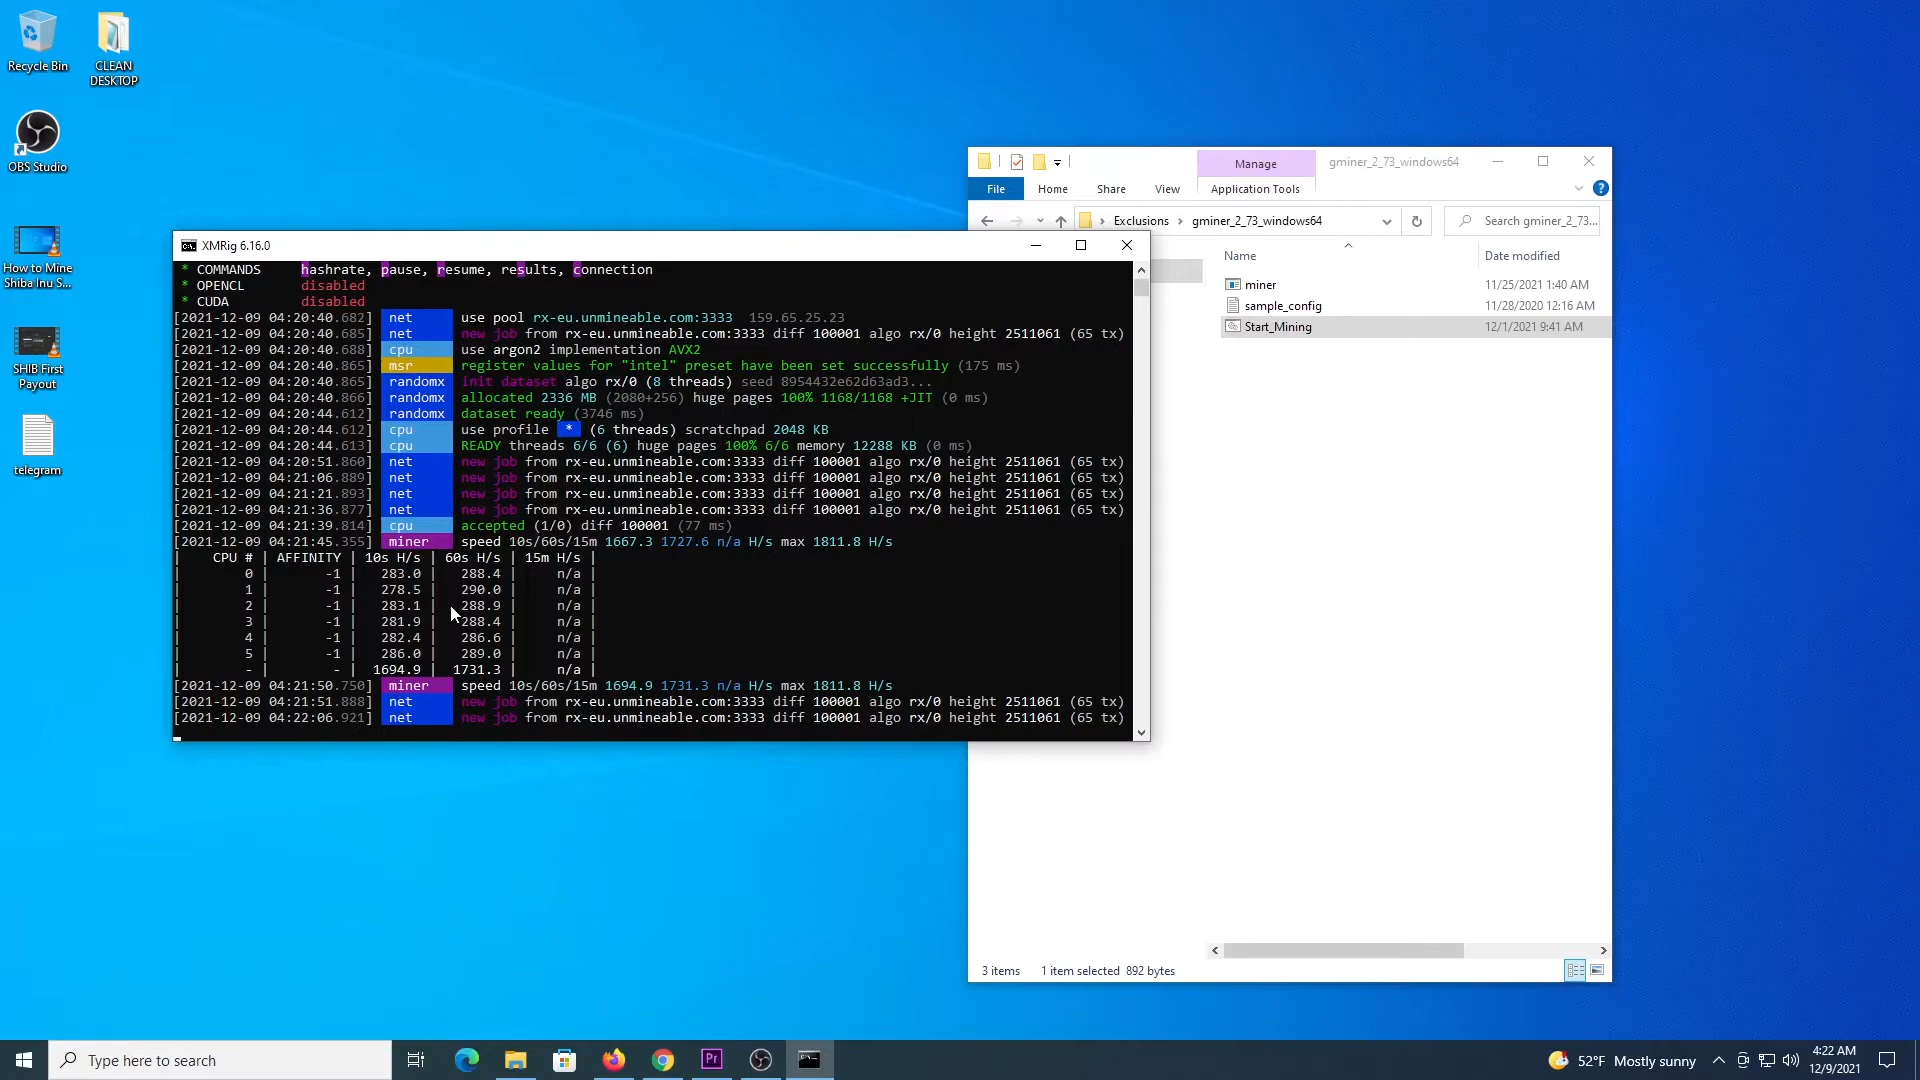 Recycle Bin
CLEAN
DESKTOP
OBS Studio
How to Mine
Shiba Inu S...
SHIB First
Payout
telegram
XMRig 6.16.0
* COMMANDS hashrate, pause, resume, results, connection
* OPENCL disabled
* CUDA disabled
[2021-12-09 04:20:40.682] net use pool rx-eu.unmineable.com:3333 159.65.25.23
[2021-12-09 04:20:40.685] net new job from rx-eu.unmineable.com:3333 diff 100001 algo rx/0 height 2511061 (65 tx)
[2021-12-09 04:20:40.688] cpu use argon2 implementation AVX2
[2021-12-09 04:20:40.865] msr register values for "intel" preset have been set successfully (175 ms)
[2021-12-09 04:20:40.865] randomx init dataset algo rx/0 (8 threads) seed 8954432e62d63ad3...
[2021-12-09 04:20:40.866] randomx allocated 2336 MB (2080+256) huge pages 100% 1168/1168 +JIT (0 ms)
[2021-12-09 04:20:44.612] randomx dataset ready (3746 ms)
[2021-12-09 04:20:44.612] cpu use profile * (6 threads) scratchpad 2048 KB
[2021-12-09 04:20:44.613] cpu READY threads 6/6 (6) huge pages 100% 6/6 memory 12288 KB (0 ms)
[2021-12-09 04:20:51.860] net new job from rx-eu.unmineable.com:3333 diff 100001 algo rx/0 height 2511061 (65 tx)
[2021-12-09 04:21:06.889] net new job from rx-eu.unmineable.com:3333 diff 100001 algo rx/0 height 2511061 (65 tx)
[2021-12-09 04:21:21.893] net new job from rx-eu.unmineable.com:3333 diff 100001 algo rx/0 height 2511061 (65 tx)
[2021-12-09 04:21:36.877] net new job from rx-eu.unmineable.com:3333 diff 100001 algo rx/0 height 2511061 (65 tx)
[2021-12-09 04:21:39.814] cpu accepted (1/0) diff 100001 (77 ms)
[2021-12-09 04:21:45.355] miner speed 10s/60s/15m 1667.3 1727.6 n/a H/s max 1811.8 H/s
| CPU # | AFFINITY | 10s H/s | 60s H/s | 15m H/s |
| 0 | -1 | 283.0 | 288.4 | n/a |
| 1 | -1 | 278.5 | 290.0 | n/a |
| 2 | -1 | 283.1 | 288.9 | n/a |
| 3 | -1 | 281.9 | 288.4 | n/a |
| 4 | -1 | 282.4 | 286.6 | n/a |
| 5 | -1 | 286.0 | 289.0 | n/a |
| - | - | 1694.9 | 1731.3 | n/a |
[2021-12-09 04:21:50.750] miner speed 10s/60s/15m 1694.9 1731.3 n/a H/s max 1811.8 H/s
[2021-12-09 04:21:51.888] net new job from rx-eu.unmineable.com:3333 diff 100001 algo rx/0 height 2511061 (65 tx)
[2021-12-09 04:22:06.921] net new job from rx-eu.unmineable.com:3333 diff 100001 algo rx/0 height 2511061 (65 tx)
Manage gminer_2_73_windows64
File Home Share View Application Tools
Exclusions gminer_2_73_windows64 Search gminer_2_73...
Name Date modified
miner 11/25/2021 1:40 AM
sample_config 11/28/2020 12:16 AM
Start_Mining 12/1/2021 9:41 AM
3 items 1 item selected 892 bytes
Type here to search
Pr
52°F Mostly sunny
4:22 AM
12/9/2021